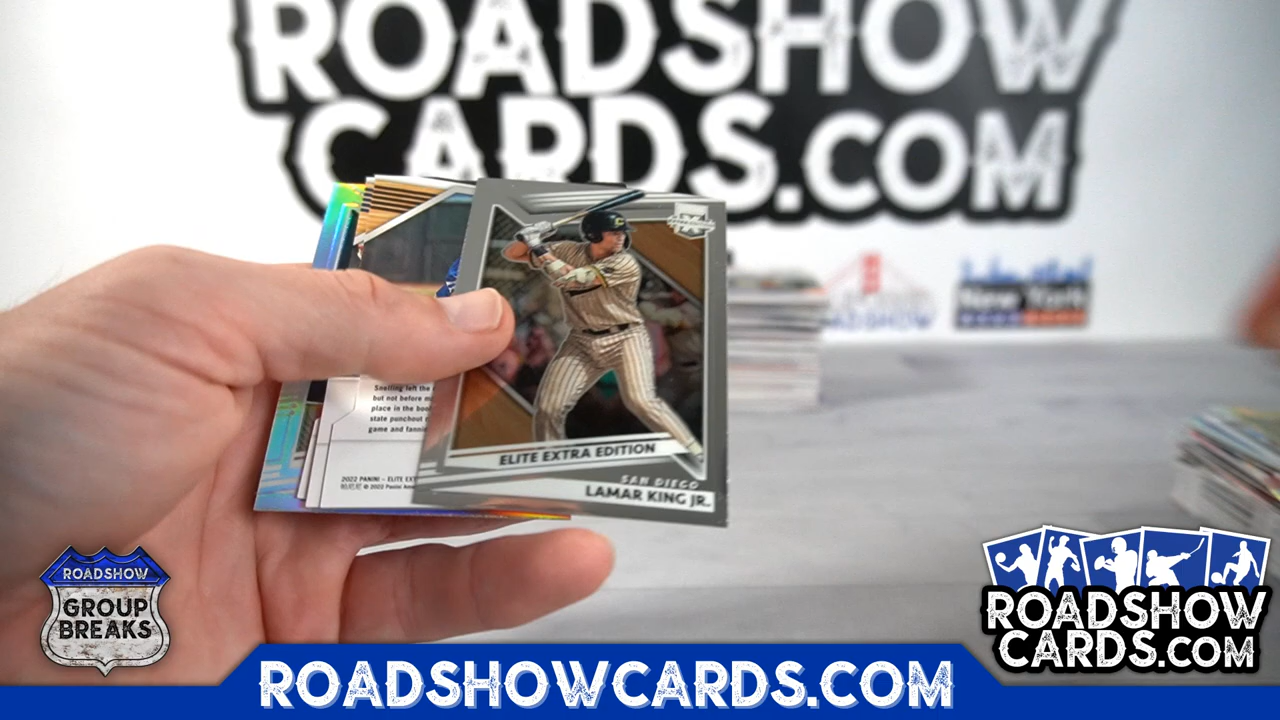 ROADSHOW
CARDS.COM
New York
Snelling left the
but not before m
place in the boo
state punchout r
game and fannin
2022 PANINI – ELITE EXT
© 2022 Panini Ame
ELITE EXTRA EDITION
SAN DIEGO
LAMAR KING JR.
ROADSHOW
GROUP
BREAKS
ROADSHOW
CARDS.COM
ROADSHOWCARDS.COM